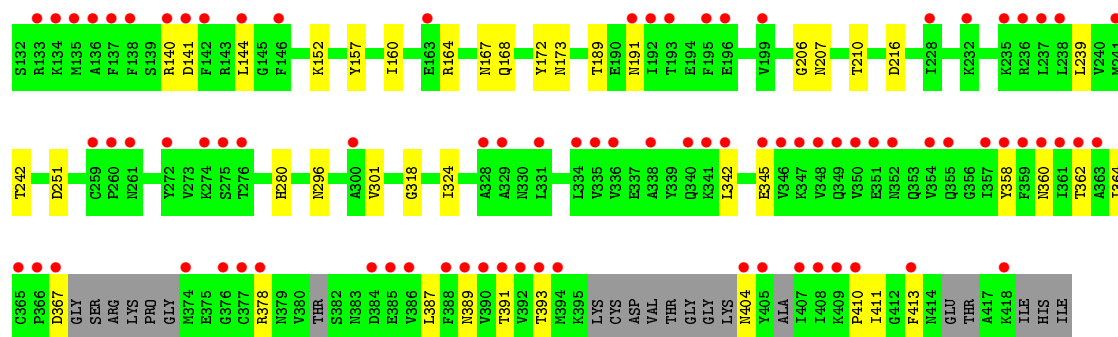 S132 R133 K134 M135 A136 F137 F138 S139 R140 D141 F142 R143 L144 G145 F146 K152 Y157 I160 E163 R164 N167 Q168 Y172 N173 T189 E190 N191 I192 T193 E194 F195 E196 V199 G206 N207 T210 D216 I228 K232 K235 R236 L237 L238 L239 V240 M241
T242 D251 C259 P260 N261 Y272 V273 K274 S275 T276 H280 N296 A300 V301 G318 I324 A328 A329 N330 L331 L334 V335 V336 E337 A338 Y339 Q340 K341 L342 E345 V346 K347 V348 Q349 V350 E351 N352 Q353 V354 Q355 G356 I357 Y358 F359 N360 I361 T362 A363 I364
C365 P366 D367 GLY SER ARG LYS PRO GLY M374 E375 G376 C377 R378 N379 V380 THR S382 N383 D384 E385 V386 L387 F388 N389 V390 T391 V392 T393 M394 K395 LYS CYS ASP VAL THR GLY GLY LYS N404 Y405 ALA I407 I408 K409 P410 I411 G412 F413 N414 GLU THR A417 K418 ILE HIS ILE